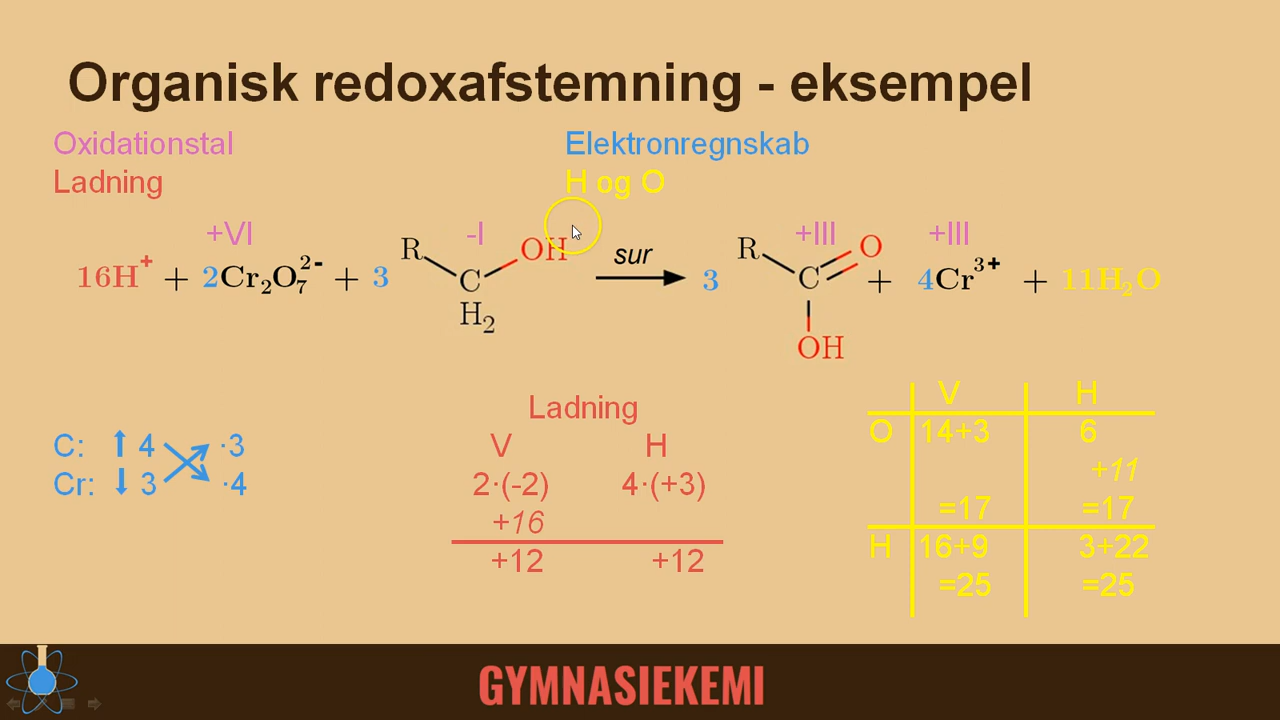 Organisk redoxafstemning - eksempel
Oxidationstal Elektronregnskab
Ladning H og O
+VI -I +III +III
16H⁺ + 2Cr₂O₇²⁻ + 3 R C H₂ OH sur 3 R C O OH + 4Cr³⁺ + 11H₂O
C: ↑ 4 ·3
Cr: ↓ 3 ·4
Ladning
V H
2·(-2) 4·(+3)
+16
+12 +12
V H
O 14+3 6
+11
=17 =17
H 16+9 3+22
=25 =25
GYMNASIEKEMI